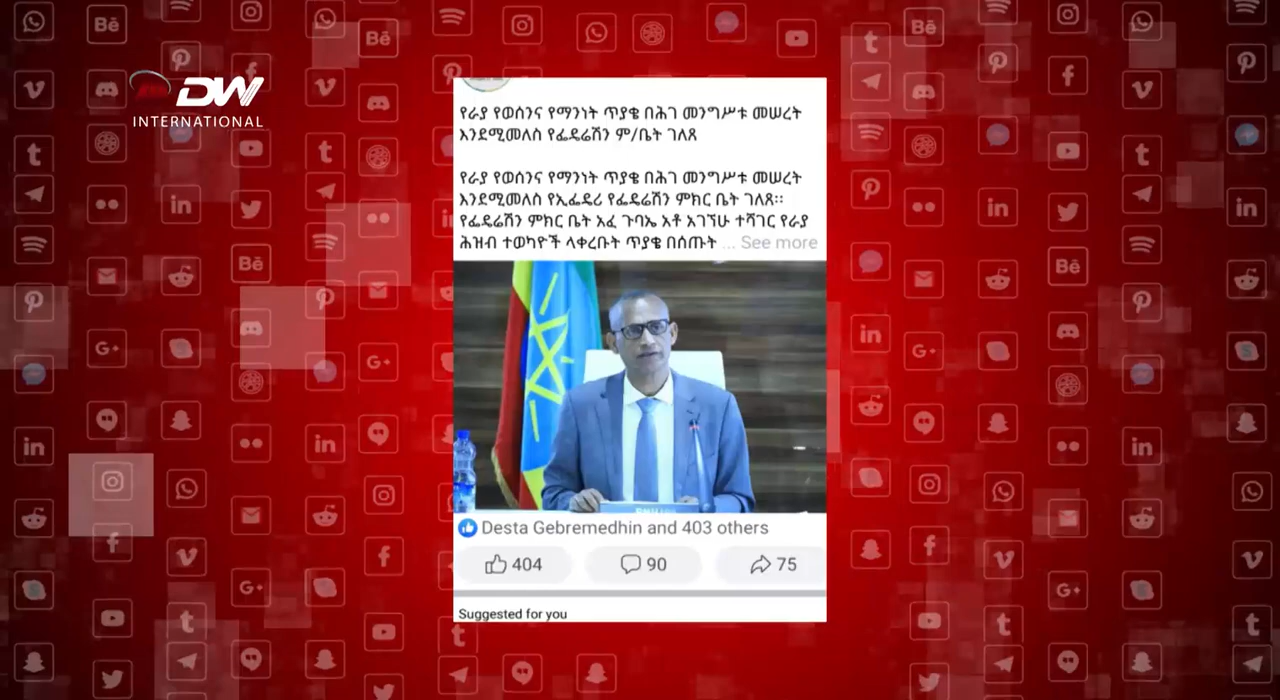 DW
INTERNATIONAL
የራያ የወሰንና የማንነት ጥያቄ በሕገ መንግሥቱ መሠረት
እንደሚመለስ የፌዴሬሽን ም/ቤት ገለጸ
የራያ የወሰንና የማንነት ጥያቄ በሕገ መንግሥቱ መሠረት
እንደሚመለስ የኢፌዴሪ የፌዴሬሽን ምክር ቤት ገለጸ፡፡
የፌዴሬሽን ምክር ቤት አፈ ጉባኤ አቶ አገኘሁ ተሻገር የራያ
ሕዝብ ተወካዮች ላቀረቡት ጥያቄ በሰጡት ... See more
Desta Gebremedhin and 403 others
404 90 75
Suggested for you